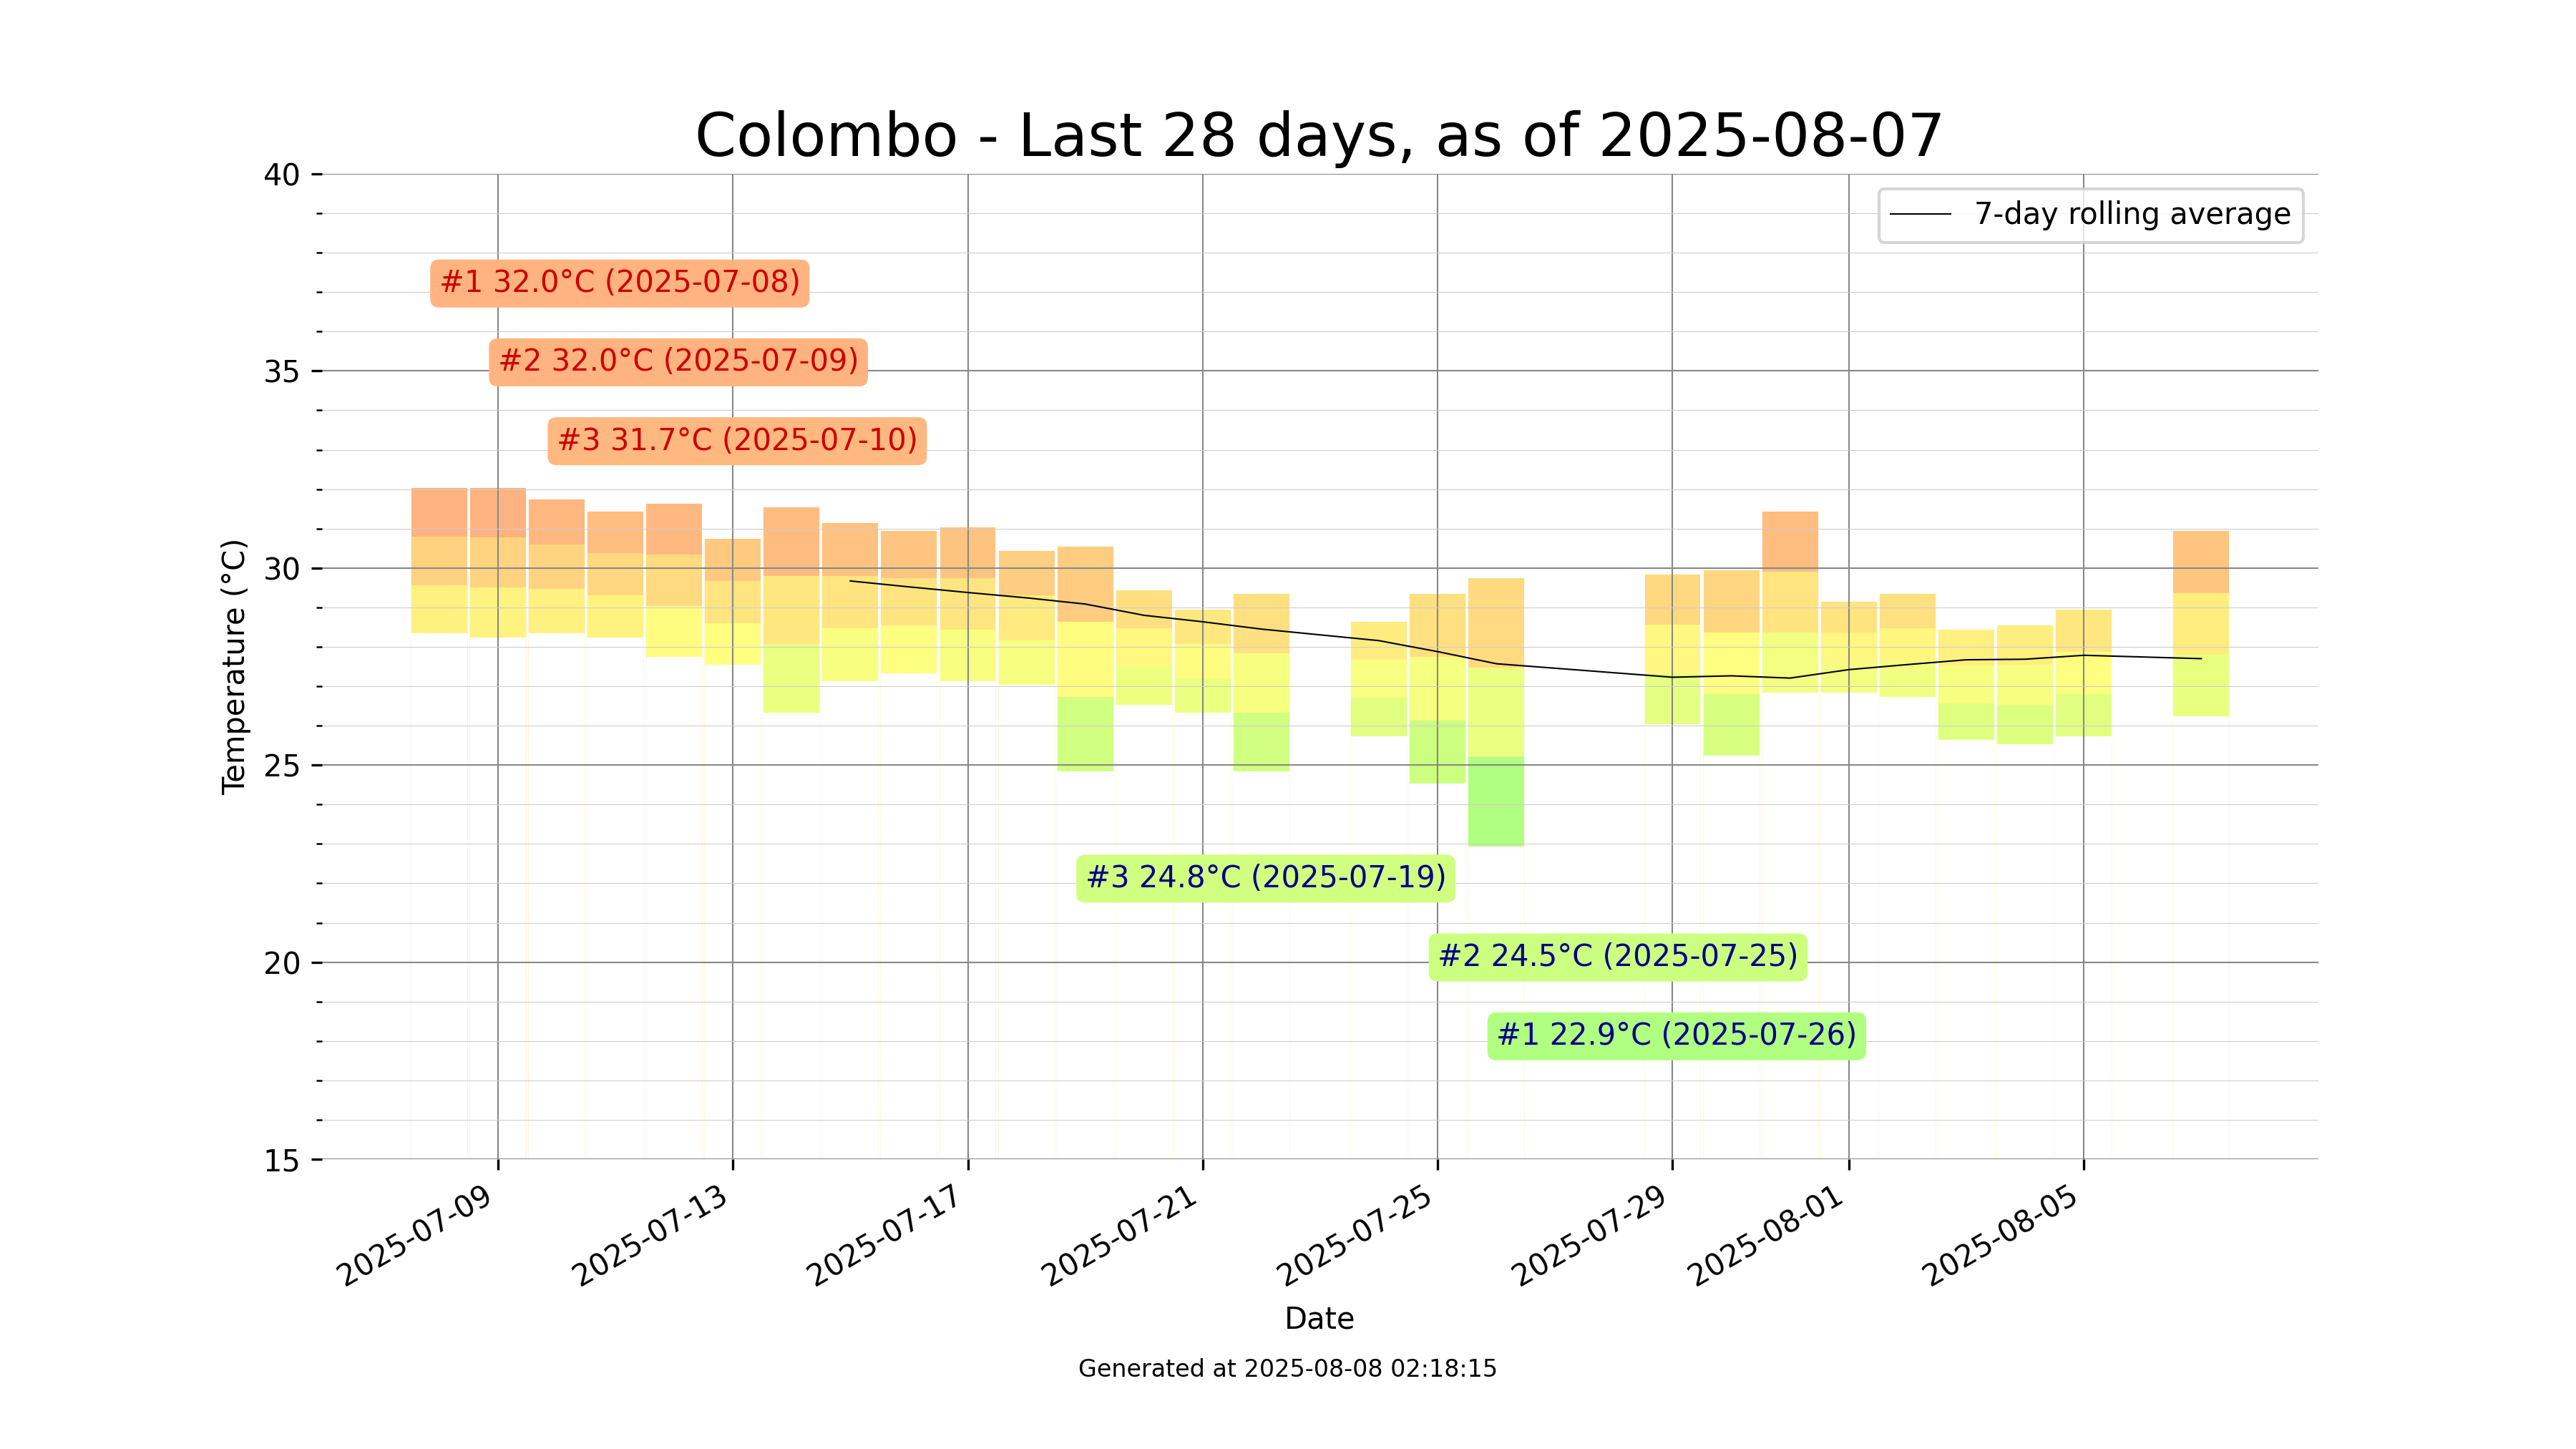 Colombo - Last 28 days, as of 2025-08-07
40
7-day rolling average
#1 32.0°C (2025-07-08)
#2 32.0°C (2025-07-09)
35
#3 31.7°C (2025-07-10)
30
Temperature (°C)
25
#3 24.8°C (2025-07-19)
#2 24.5°C (2025-07-25)
20
#1 22.9°C (2025-07-26)
15
2025-07-09
2025-07-13
2025-07-17
2025-07-21
2025-07-25
2025-07-29
2025-08-01
2025-08-05
Date
Generated at 2025-08-08 02:18:15